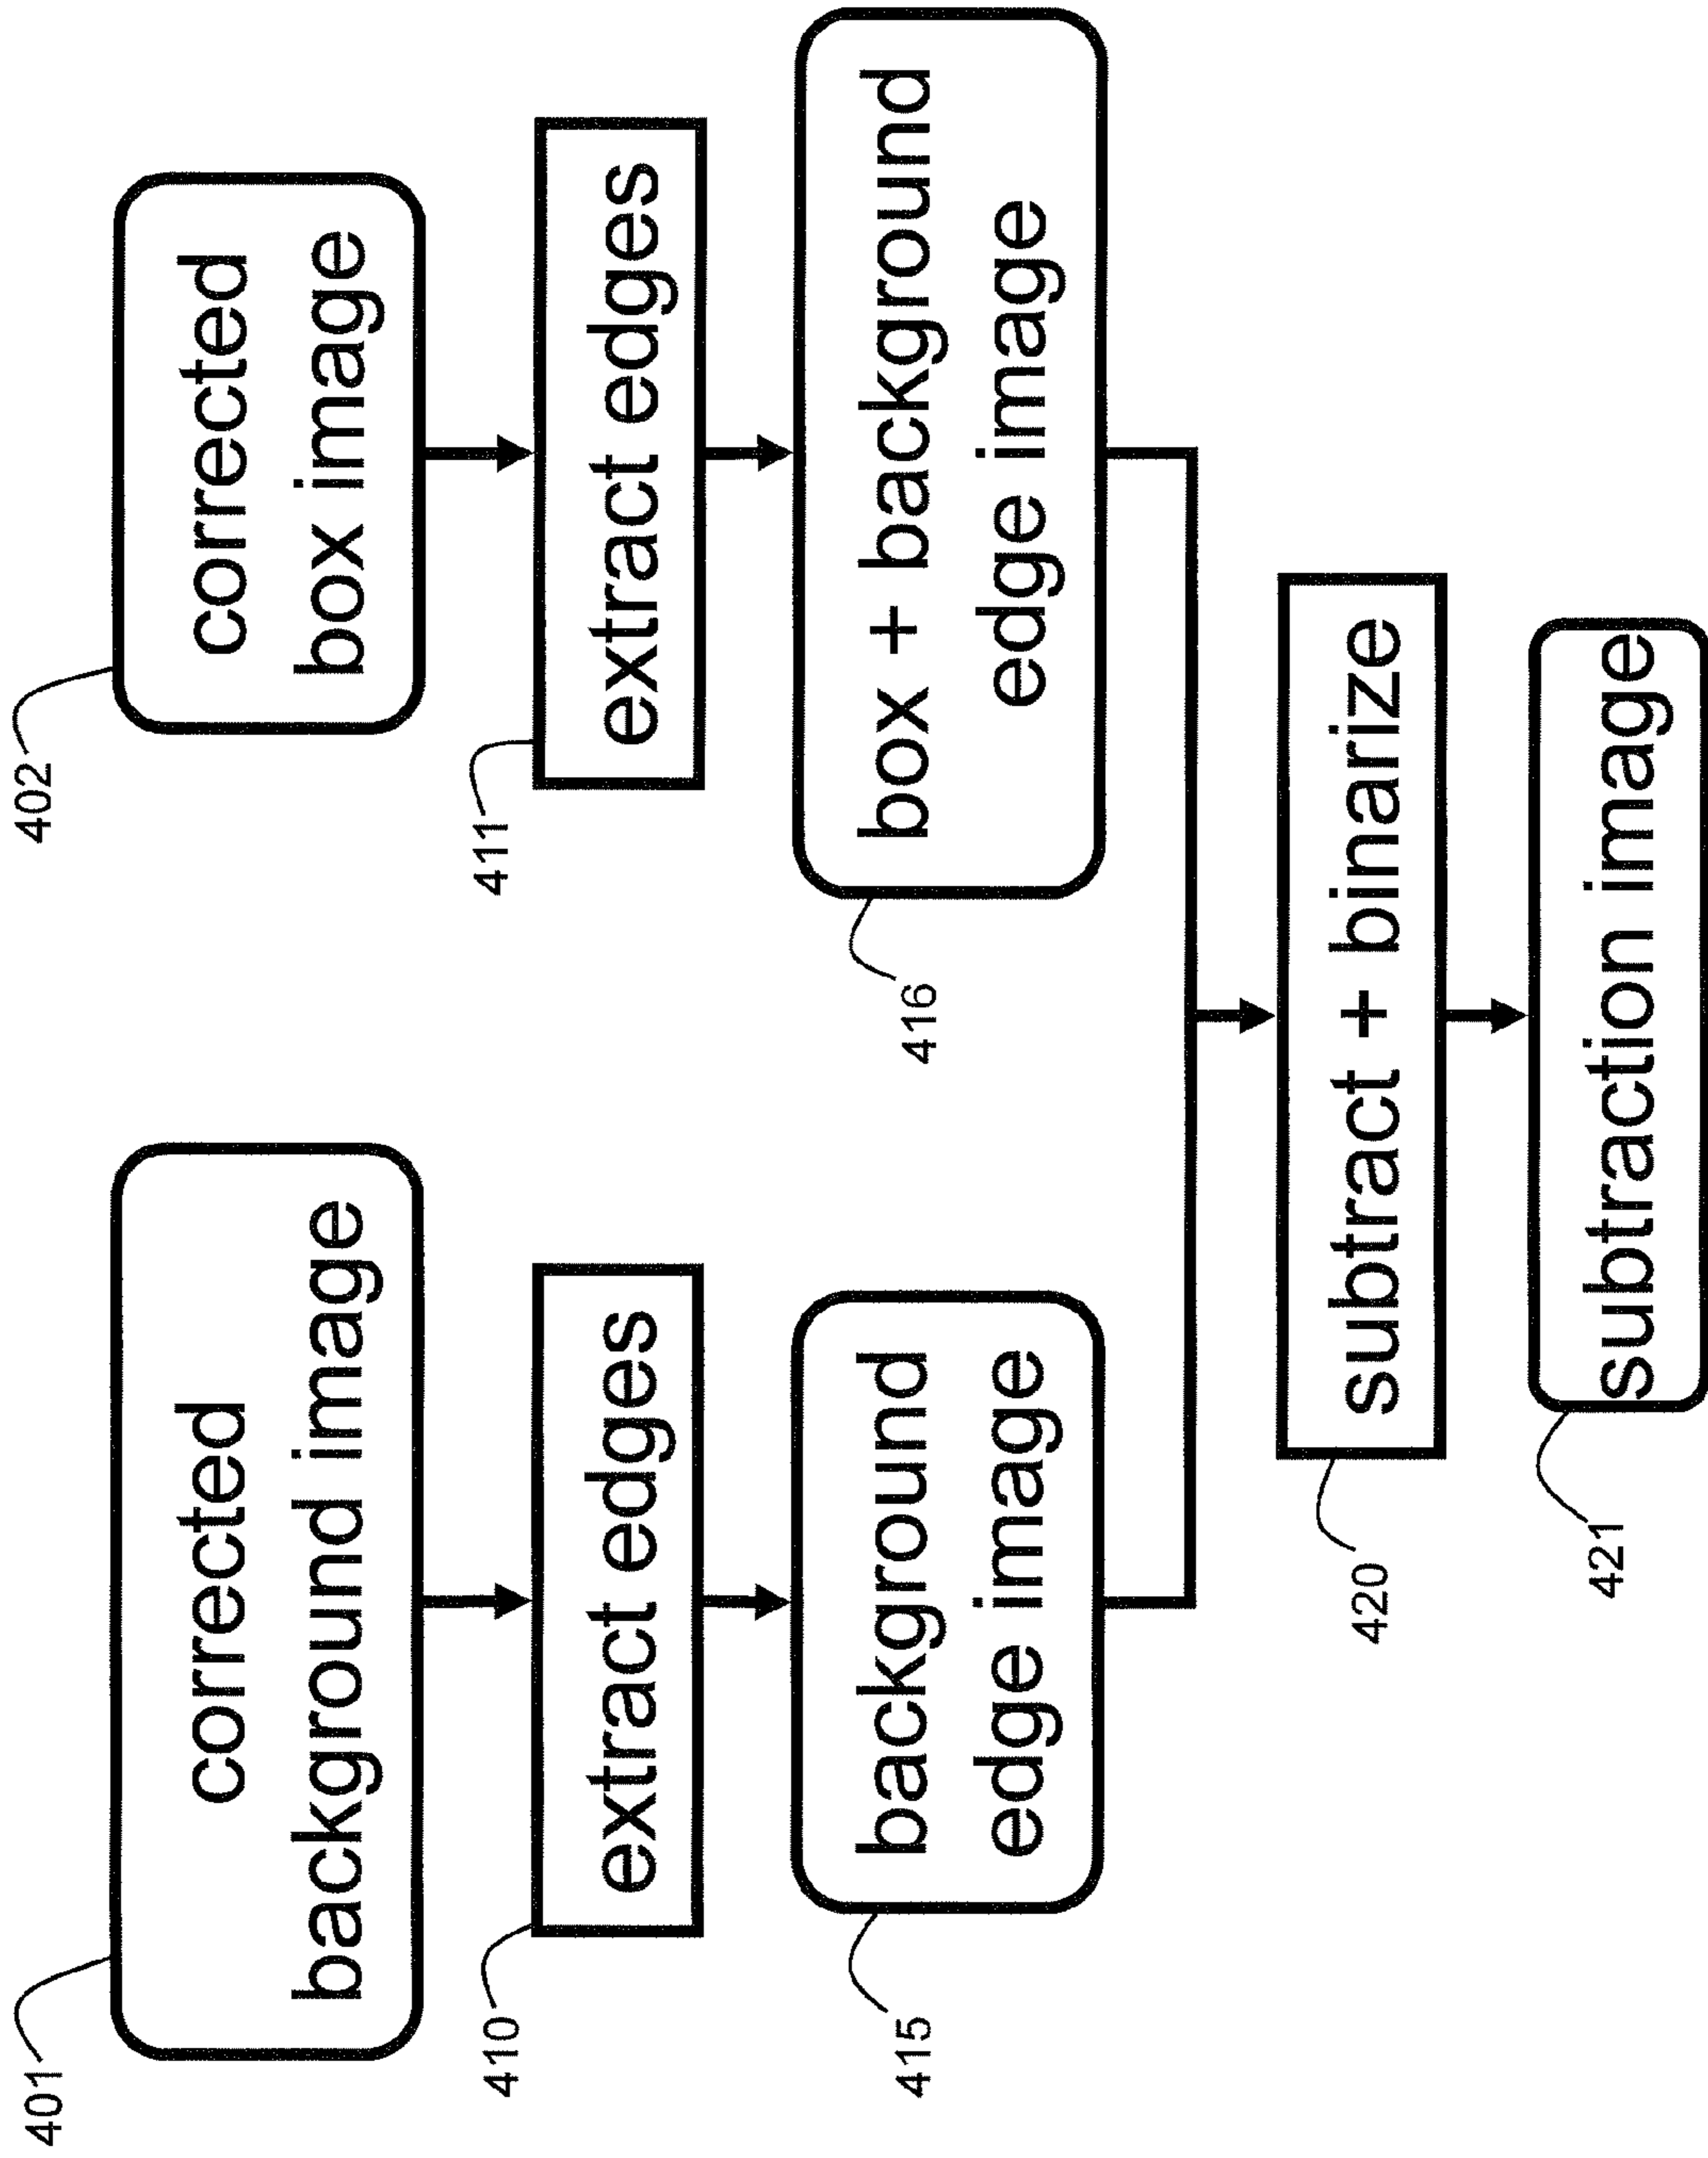 401
corrected
background image
402
corrected
box image
410
extract edges
411
extract edges
415
background
edge image
416
box + background
edge image
420
subtract + binarize
421
subtraction image